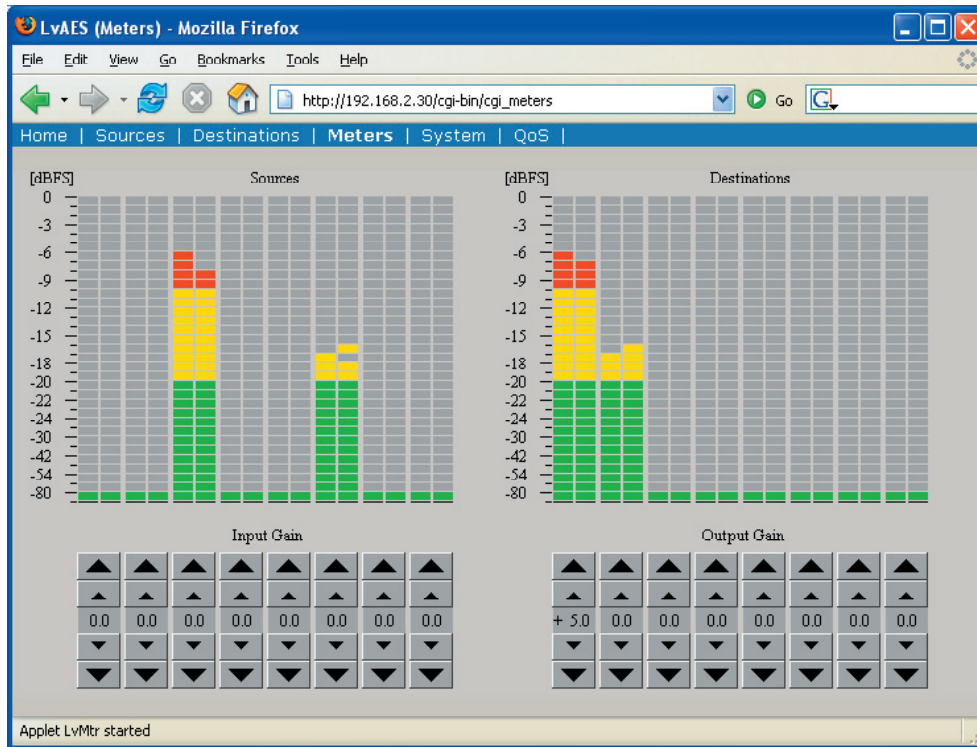 LvAES (Meters) - Mozilla Firefox
File Edit View Go Bookmarks Tools Help
http://192.168.2.30/cgi-bin/cgi_meters Go G
Home | Sources | Destinations | Meters | System | QoS |
[dBFS] Sources
0
-3
-6
-9
-12
-15
-18
-20
-22
-24
-30
-42
-54
-80
[dBFS] Destinations
0
-3
-6
-9
-12
-15
-18
-20
-22
-24
-30
-42
-54
-80
Input Gain
0.0 0.0 0.0 0.0 0.0 0.0 0.0 0.0
Output Gain
+ 5.0 0.0 0.0 0.0 0.0 0.0 0.0 0.0
Applet LvMtr started